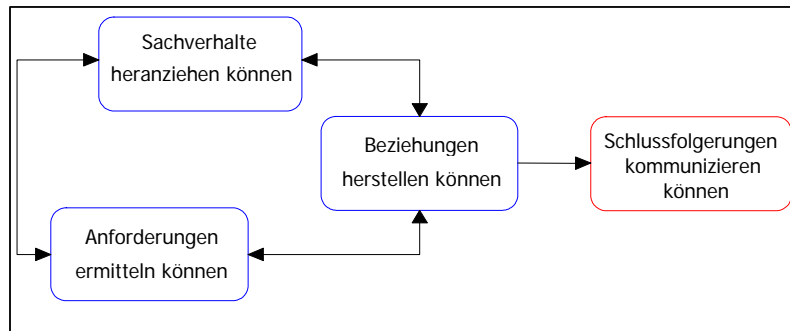 Sachverhalte
heranziehen können
Beziehungen
herstellen können
Schlussfolgerungen
kommunizieren
können
Anforderungen
ermitteln können